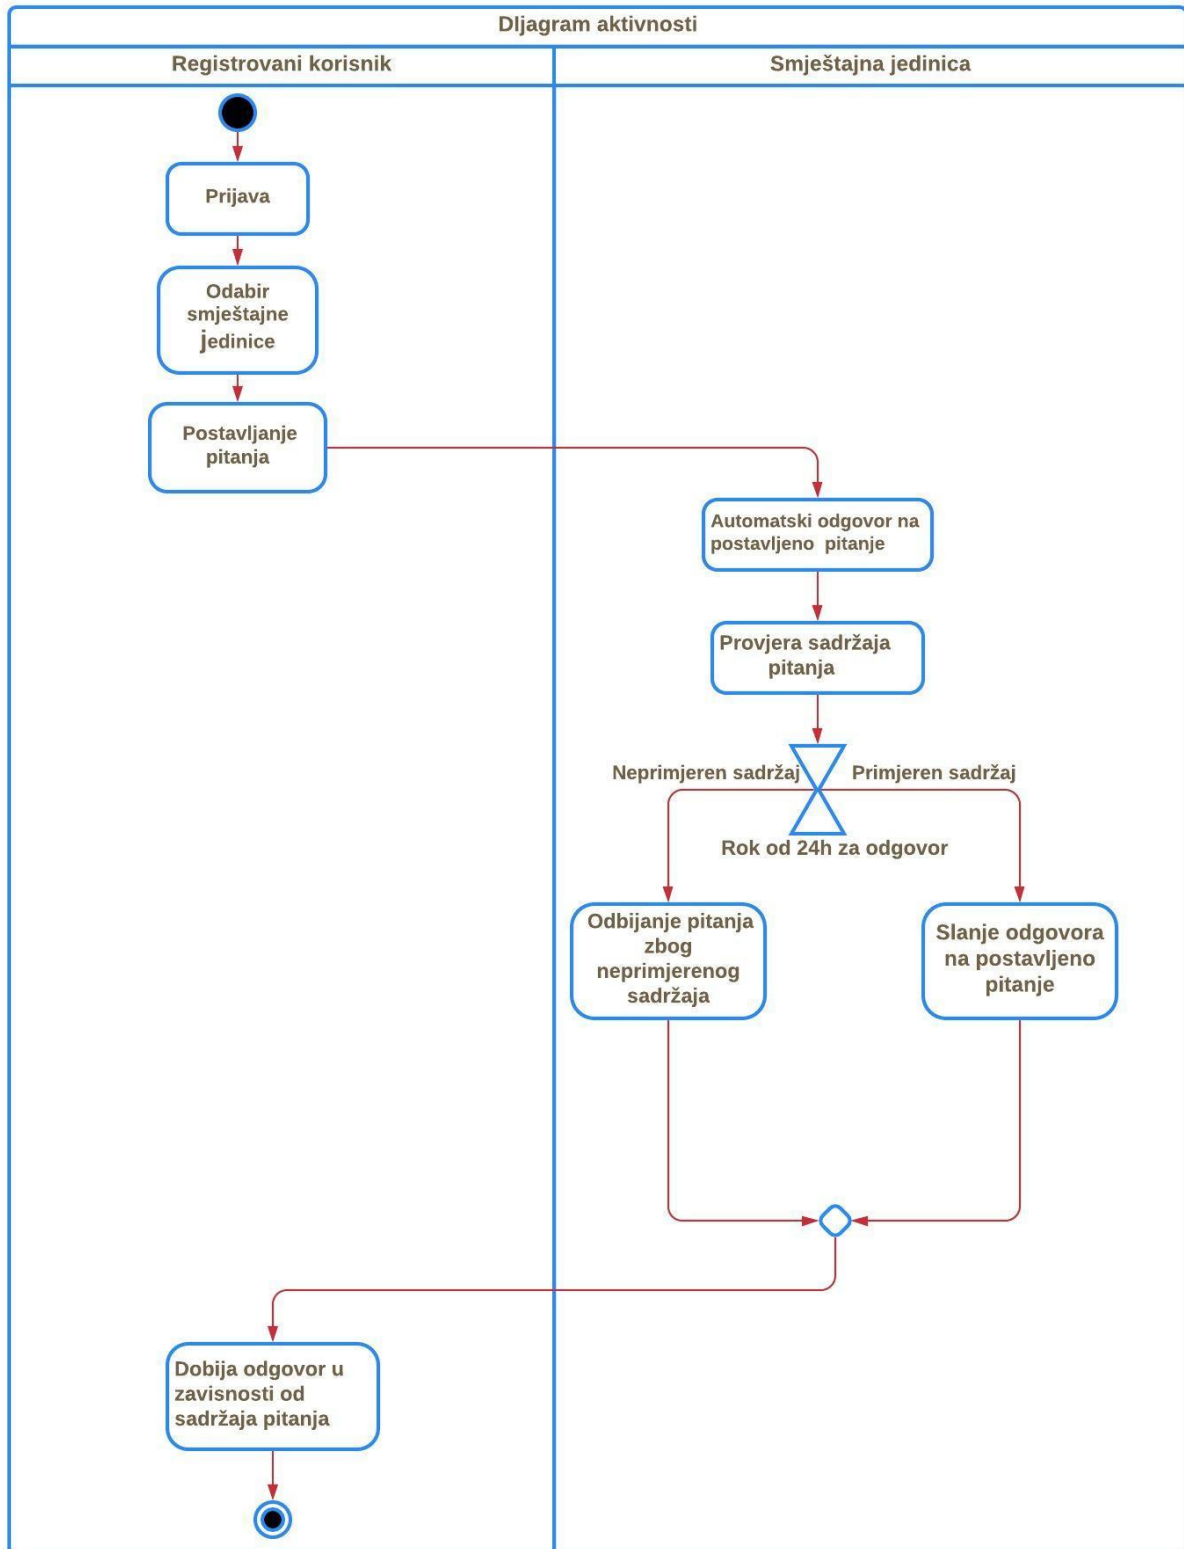 DIjagram aktivnosti
Registrovani korisnik
Smještajna jedinica
Prijava
Odabir
smještajne
jedinice
Postavljanje
pitanja
Automatski odgovor na
postavljeno pitanje
Provjera sadržaja
pitanja
Neprimjeren sadržaj
Primjeren sadržaj
Rok od 24h za odgovor
Odbijanje pitanja
zbog
neprimjerenog
sadržaja
Slanje odgovora
na postavljeno
pitanje
Dobija odgovor u
zavisnosti od
sadržaja pitanja